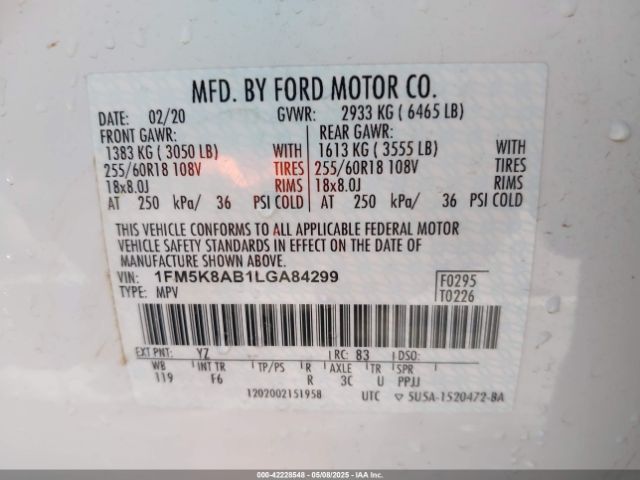 MFD. BY FORD MOTOR CO.
DATE: 02/20 GVWR: 2933 KG ( 6465 LB)
FRONT GAWR: REAR GAWR:
1383 KG ( 3050 LB) WITH 1613 KG ( 3555 LB) WITH
255/60R18 108V TIRES 255/60R18 108V TIRES
18x8.0J RIMS 18x8.0J RIMS
AT 250 kPa/ 36 PSI COLD AT 250 kPa/ 36 PSI COLD
THIS VEHICLE CONFORMS TO ALL APPLICABLE FEDERAL MOTOR
VEHICLE SAFETY STANDARDS IN EFFECT ON THE DATE OF
MANUFACTURE SHOWN ABOVE.
VIN: 1FM5K8AB1LGA84299 F0295
TYPE: MPV T0226
EXT PNT: YZ RC: 83 DSO:
WB INT TR TP/PS R AXLE TR SPR
119 F6 R 3C U PPJJ
1202002151958 UTC ▽ 5U5A-1520472-BA
000-42228548 - 05/08/2025 - IAAI.COM